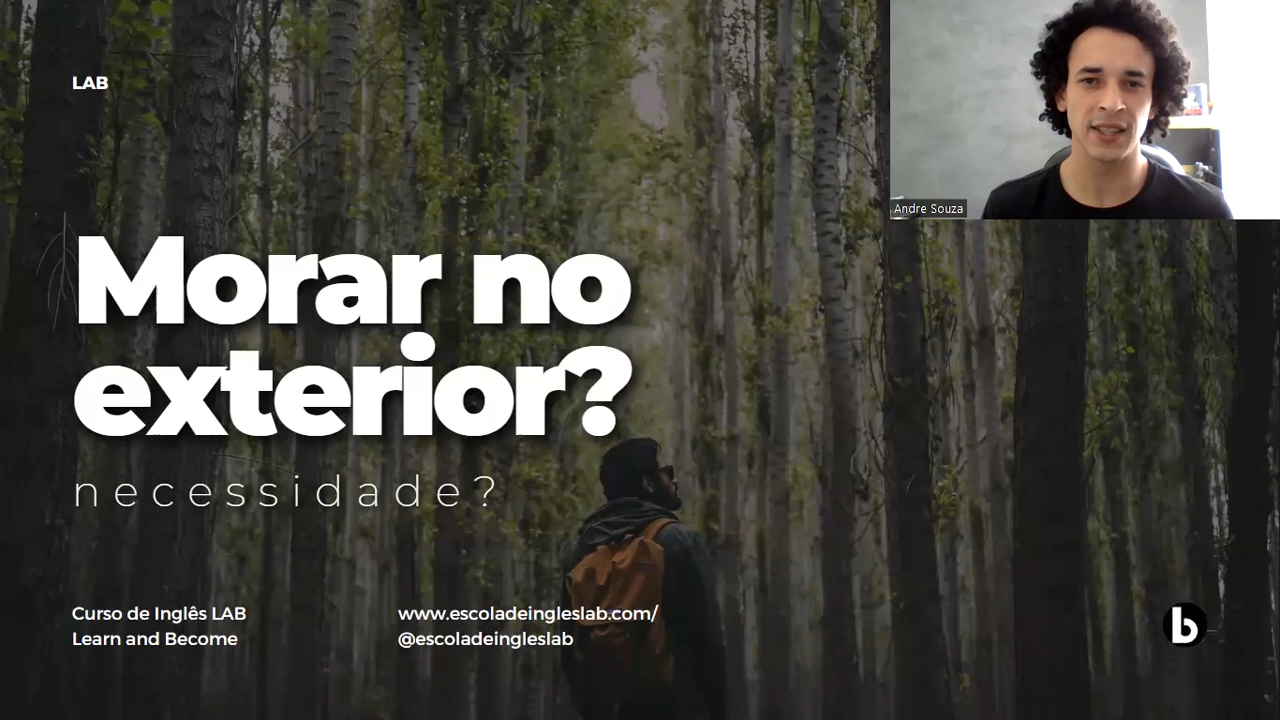 LAB
Andre Souza
Morar no
exterior?
necessidade?
Curso de Inglês LAB
Learn and Become
www.escoladeingleslab.com/
@escoladeingleslab
b